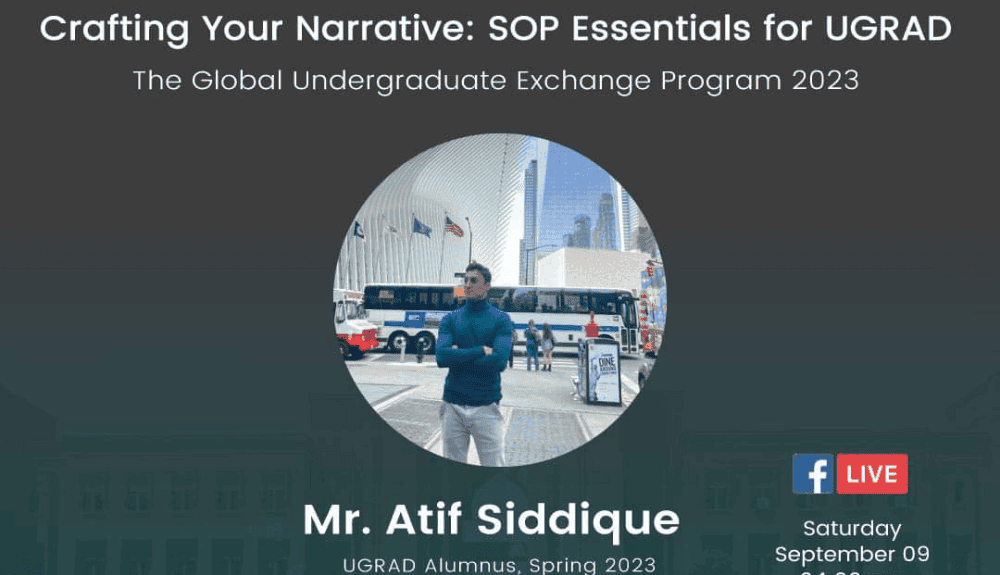 Crafting Your Narrative: SOP Essentials for UGRAD
The Global Undergraduate Exchange Program 2023
DINE
Mr. Atif Siddique
UGRAD Alumnus, Spring 2023
f LIVE
Saturday
September 09